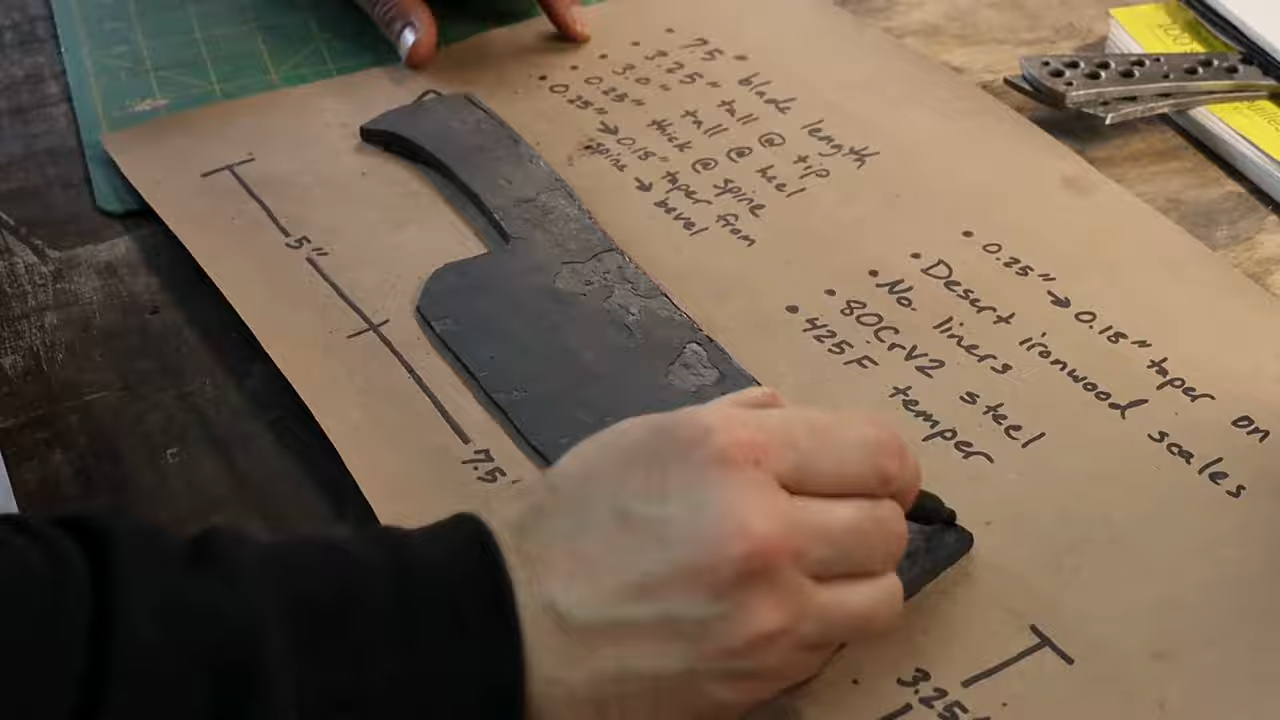 • 7.5" blade length
• 3.25" tall @ tip
• 3.0" tall @ heel
• 0.25" thick @ spine
• 0.25" → 0.18" taper from
spine → bevel
• 0.25" → 0.18" taper on
• Desert ironwood scales
• No liners
• 80CrV2 steel
• 425F temper
5"
7.5"
3.25"